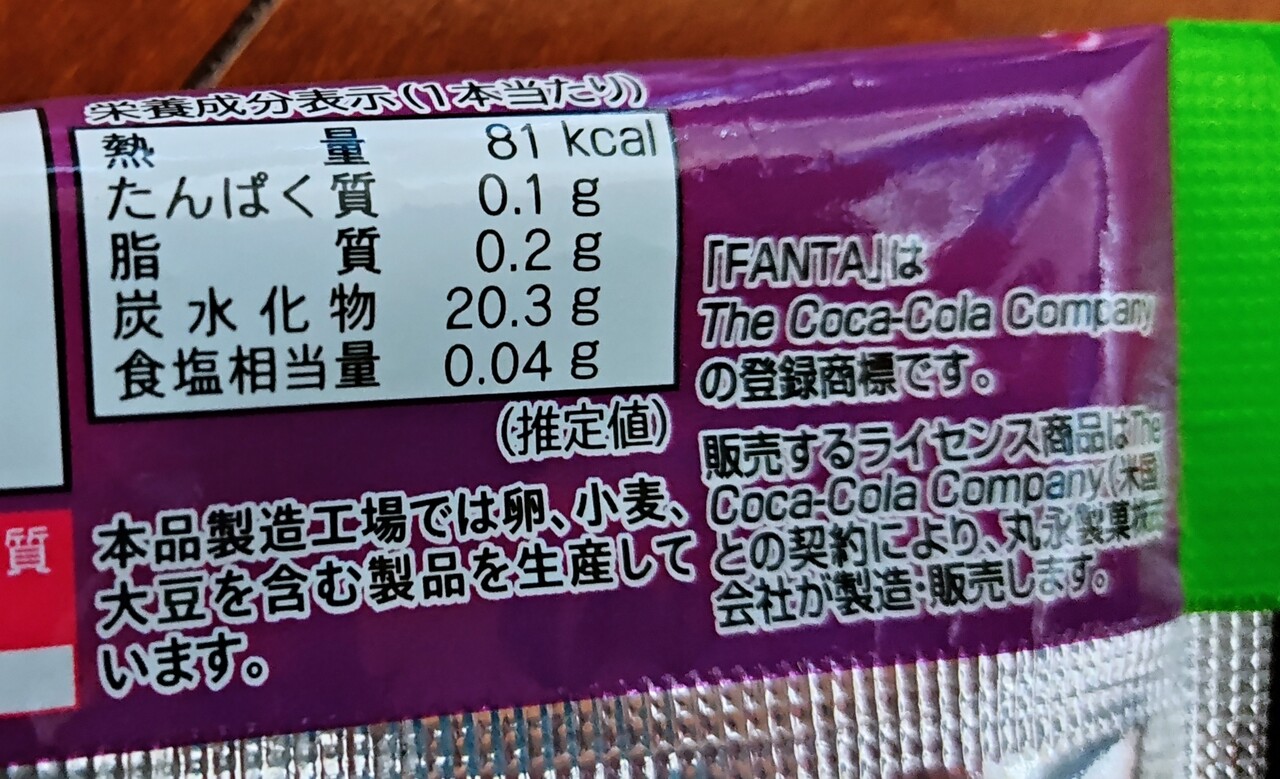 栄養成分表示(1本当たり)
熱量 81 kcal
たんぱく質 0.1 g
脂質 0.2 g
炭水化物 20.3 g
食塩相当量 0.04 g
(推定値)
本品製造工場では卵、小麦、
大豆を含む製品を生産して
います。
「FANTA」は
The Coca-Cola Company
の登録商標です。
販売するライセンス商品はThe
Coca-Cola Company(米国)
との契約により、丸永製菓株式
会社が製造・販売します。
質